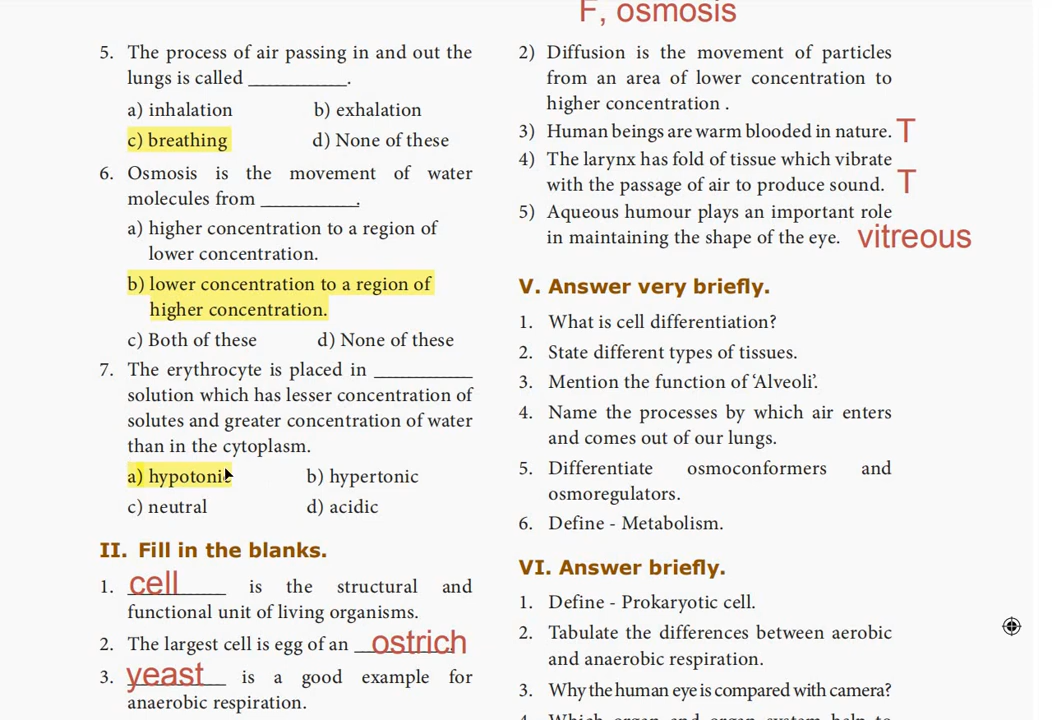 F, osmosis
5. The process of air passing in and out the
lungs is called ____________.
a) inhalation b) exhalation
c) breathing d) None of these
6. Osmosis is the movement of water
molecules from ____________.
a) higher concentration to a region of
lower concentration.
b) lower concentration to a region of
higher concentration.
c) Both of these d) None of these
7. The erythrocyte is placed in ____________
solution which has lesser concentration of
solutes and greater concentration of water
than in the cytoplasm.
a) hypotonic b) hypertonic
c) neutral d) acidic
II. Fill in the blanks.
1. cell is the structural and
functional unit of living organisms.
2. The largest cell is egg of an ostrich
3. yeast is a good example for
anaerobic respiration.
2) Diffusion is the movement of particles
from an area of lower concentration to
higher concentration .
3) Human beings are warm blooded in nature. T
4) The larynx has fold of tissue which vibrate
with the passage of air to produce sound. T
5) Aqueous humour plays an important role
in maintaining the shape of the eye. vitreous
V. Answer very briefly.
1. What is cell differentiation?
2. State different types of tissues.
3. Mention the function of ‘Alveoli’.
4. Name the processes by which air enters
and comes out of our lungs.
5. Differentiate osmoconformers and
osmoregulators.
6. Define - Metabolism.
VI. Answer briefly.
1. Define - Prokaryotic cell.
2. Tabulate the differences between aerobic
and anaerobic respiration.
3. Why the human eye is compared with camera?
4. Which organ and organ system help to